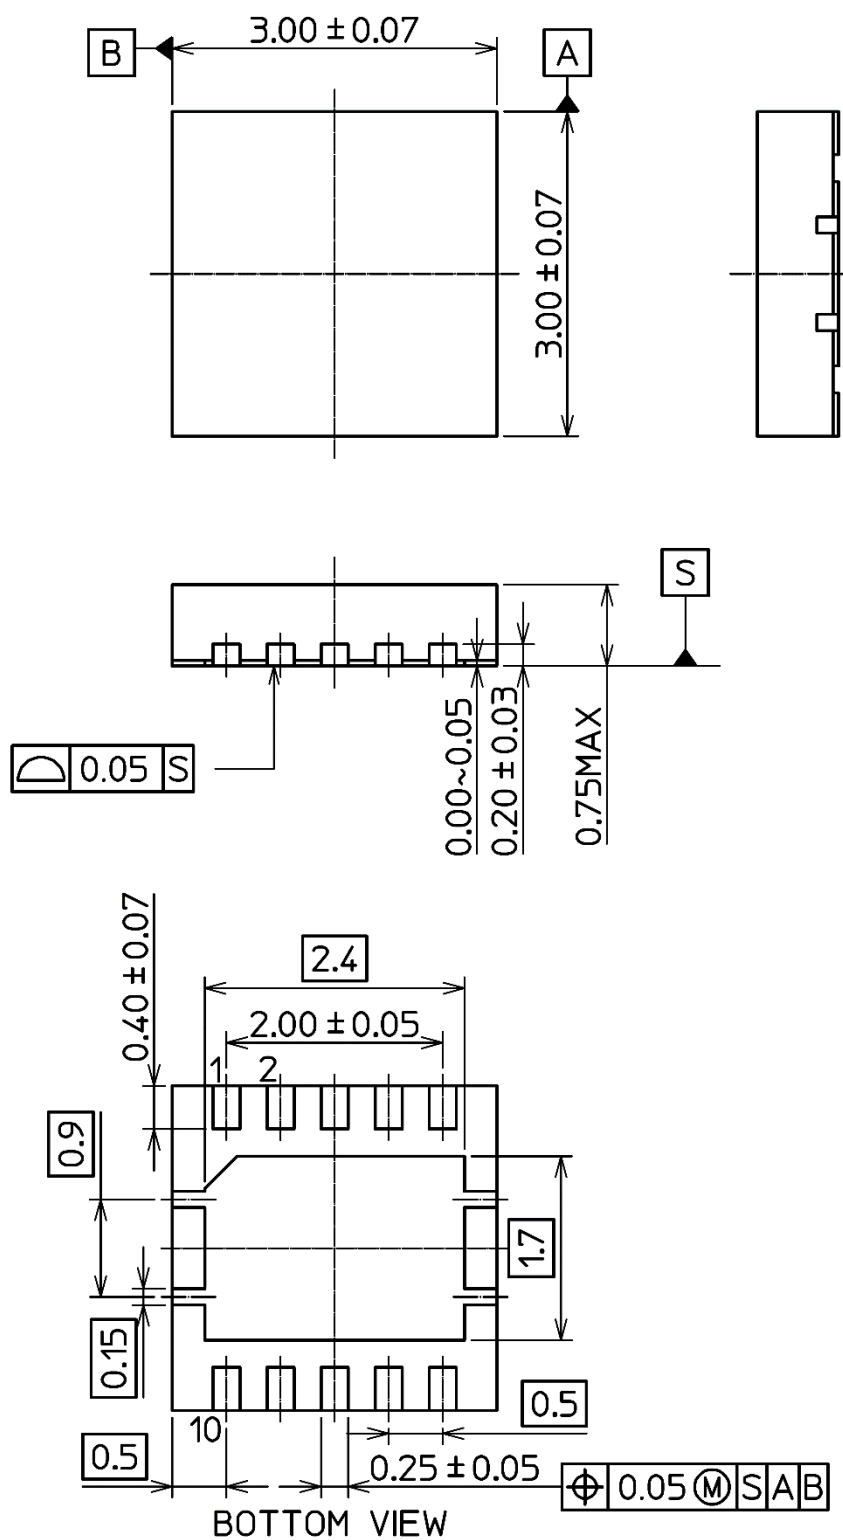 B
3.00 ± 0.07
A
3.00 ± 0.07
S
⌓ 0.05 S
0.00~0.05
0.20 ± 0.03
0.75MAX
0.40 ± 0.07
2.4
2.00 ± 0.05
1
2
0.9
1.7
0.15
10
0.5
0.5
0.25 ± 0.05
⌖ 0.05 Ⓜ S A B
BOTTOM VIEW